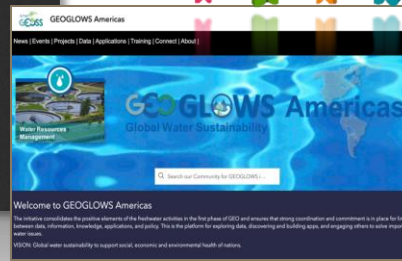 GEOSS
GEOGLOWS Americas
News | Events | Projects | Data | Applications | Training | Connect | About |
GEOGLOWS Americas
Global Water Sustainability
Water Resources
Management
Search our Community for GEOGLOWS i...
Welcome to GEOGLOWS Americas
The initiative consolidates the positive elements of the freshwater activities in the first phase of GEO and ensures that strong coordination and commitment is in place for
between data, information, knowledge, applications, and policy. This is the platform for exploring data, discovering and building apps, and engaging others to solve
water issues.
VISION: Global water sustainability to support social, economic and environmental health of nations.